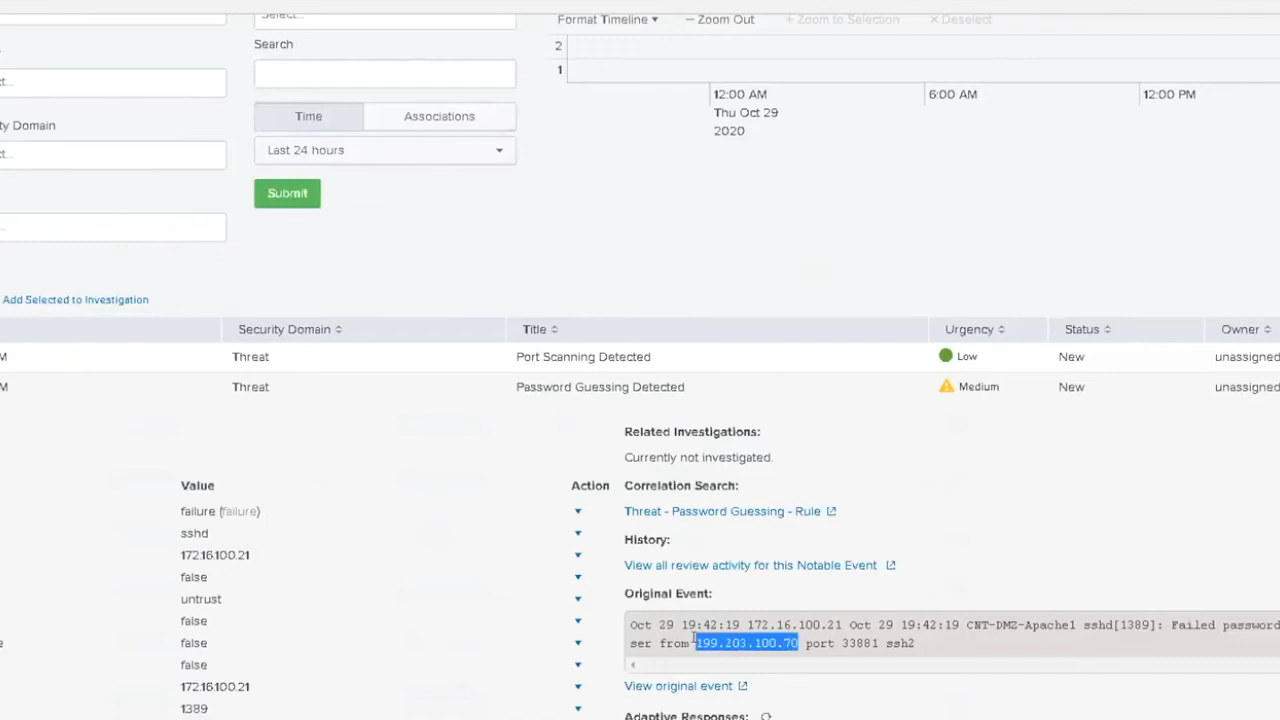 Select...
Format Timeline
— Zoom Out
+ Zoom to Selection
× Deselect
Search
2
1
12:00 AM
Thu Oct 29
2020
6:00 AM
12:00 PM
ty Domain
Time
Associations
Last 24 hours
Submit
Add Selected to Investigation
Security Domain
Title
Urgency
Status
Owner
M
Threat
Port Scanning Detected
Low
New
unassigned
M
Threat
Password Guessing Detected
Medium
New
unassigned
Related Investigations:
Currently not investigated.
Value
Action
Correlation Search:
failure (failure)
Threat - Password Guessing - Rule
sshd
History:
172.16.100.21
View all review activity for this Notable Event
false
untrust
Original Event:
false
Oct 29 19:42:19 172.16.100.21 Oct 29 19:42:19 CNT-DMZ-Apache1 sshd[1389]: Failed password
false
ser from 199.203.100.70 port 33881 ssh2
false
172.16.100.21
View original event
1389
Adaptive Responses: